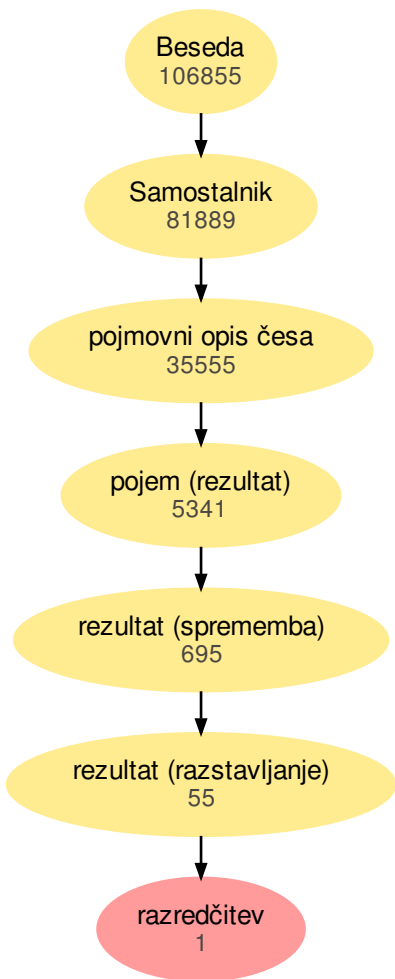 Beseda
106855
Samostalnik
81889
pojmovni opis česa
35555
pojem (rezultat)
5341
rezultat (sprememba)
695
rezultat (razstavljanje)
55
razredčitev
1